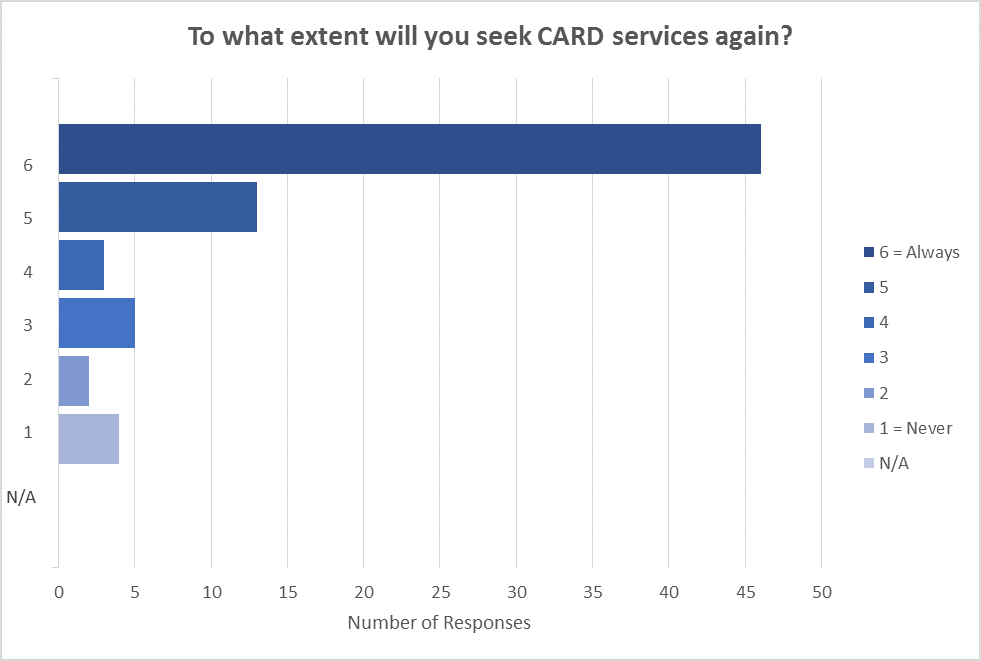 To what extent will you seek CARD services again?
6
5
4
3
2
1
N/A
0 5 10 15 20 25 30 35 40 45 50
Number of Responses
6 = Always
5
4
3
2
1 = Never
N/A